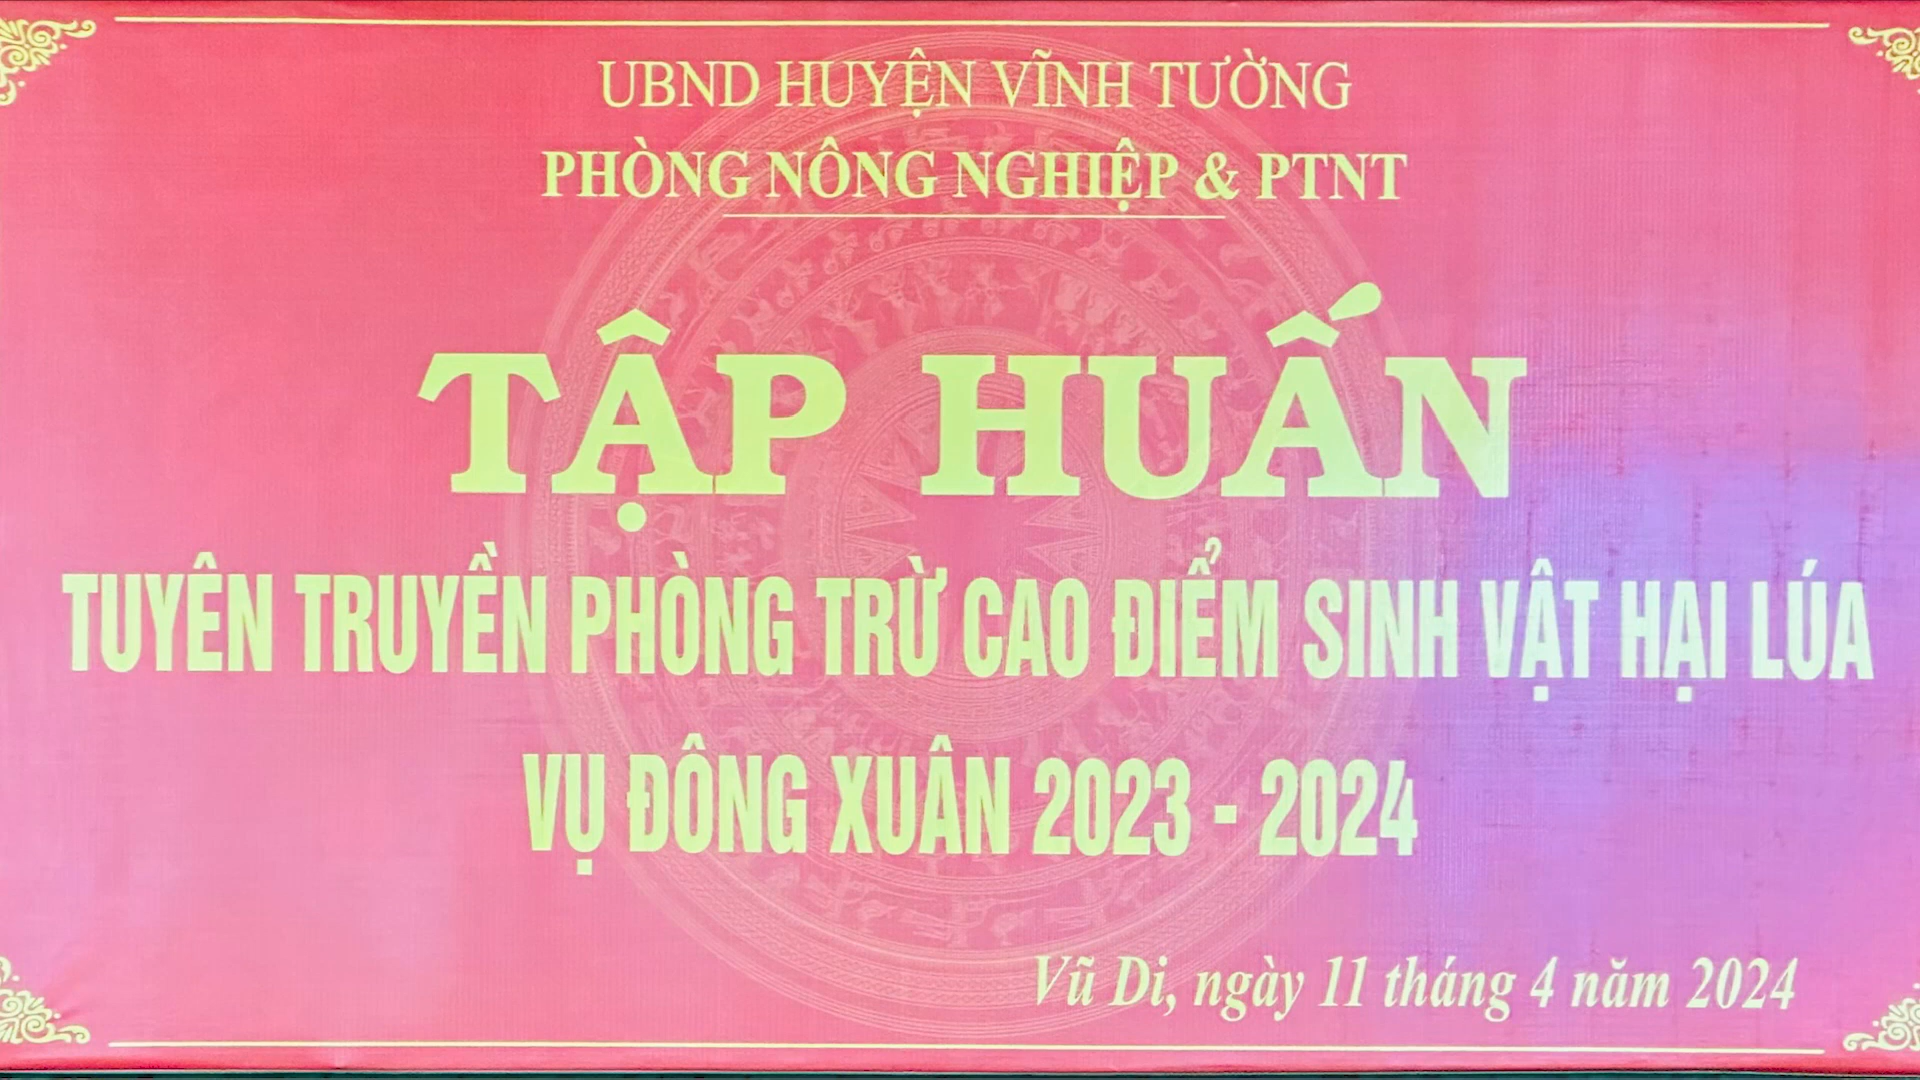 UBND HUYỆN VĨNH TƯỜNG
PHÒNG NÔNG NGHIỆP & PTNT
TẬP HUẤN
TUYÊN TRUYỀN PHÒNG TRỪ CAO ĐIỂM SINH VẬT HẠI LÚA
VỤ ĐÔNG XUÂN 2023 - 2024
Vũ Di, ngày 11 tháng 4 năm 2024